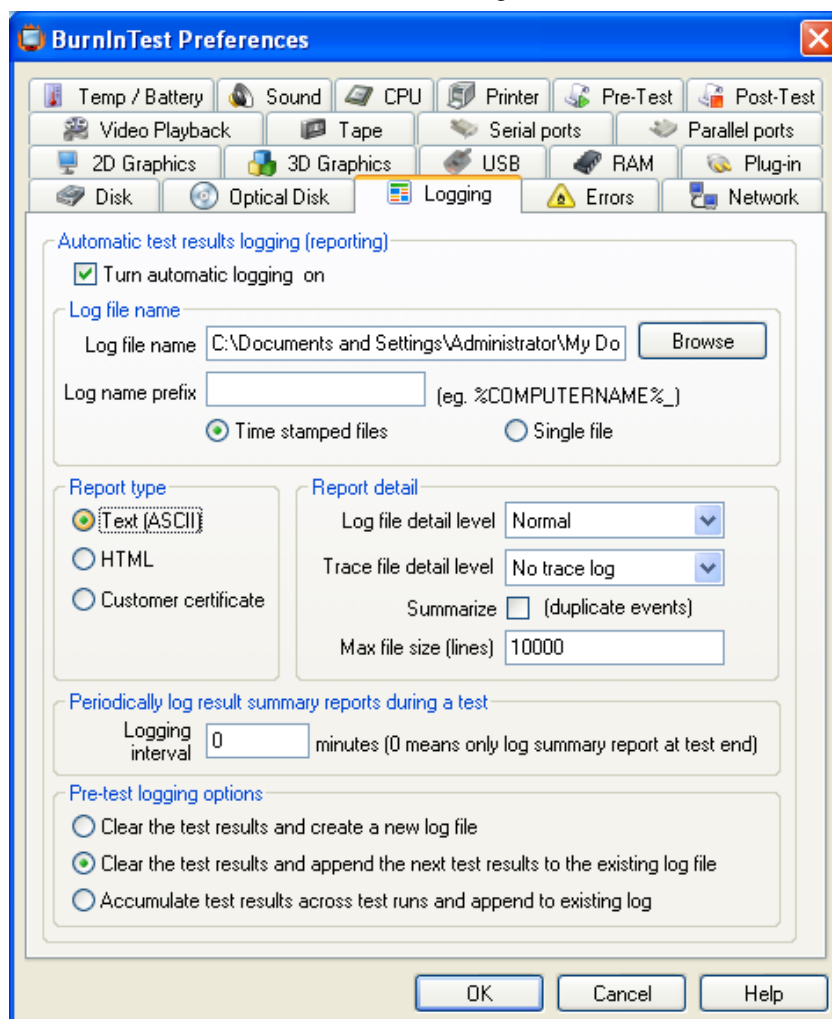 BurnInTest Preferences
Temp / Battery Sound CPU Printer Pre-Test Post-Test
Video Playback Tape Serial ports Parallel ports
2D Graphics 3D Graphics USB RAM Plug-in
Disk Optical Disk Logging Errors Network
Automatic test results logging (reporting)
Turn automatic logging on
Log file name
Log file name C:\Documents and Settings\Administrator\My Do Browse
Log name prefix (eg. %COMPUTERNAME%_)
Time stamped files Single file
Report type Report detail
Text (ASCII) Log file detail level Normal
HTML Trace file detail level No trace log
Customer certificate Summarize (duplicate events)
Max file size (lines) 10000
Periodically log result summary reports during a test
Logging
interval 0 minutes (0 means only log summary report at test end)
Pre-test logging options
Clear the test results and create a new log file
Clear the test results and append the next test results to the existing log file
Accumulate test results across test runs and append to existing log
OK Cancel Help